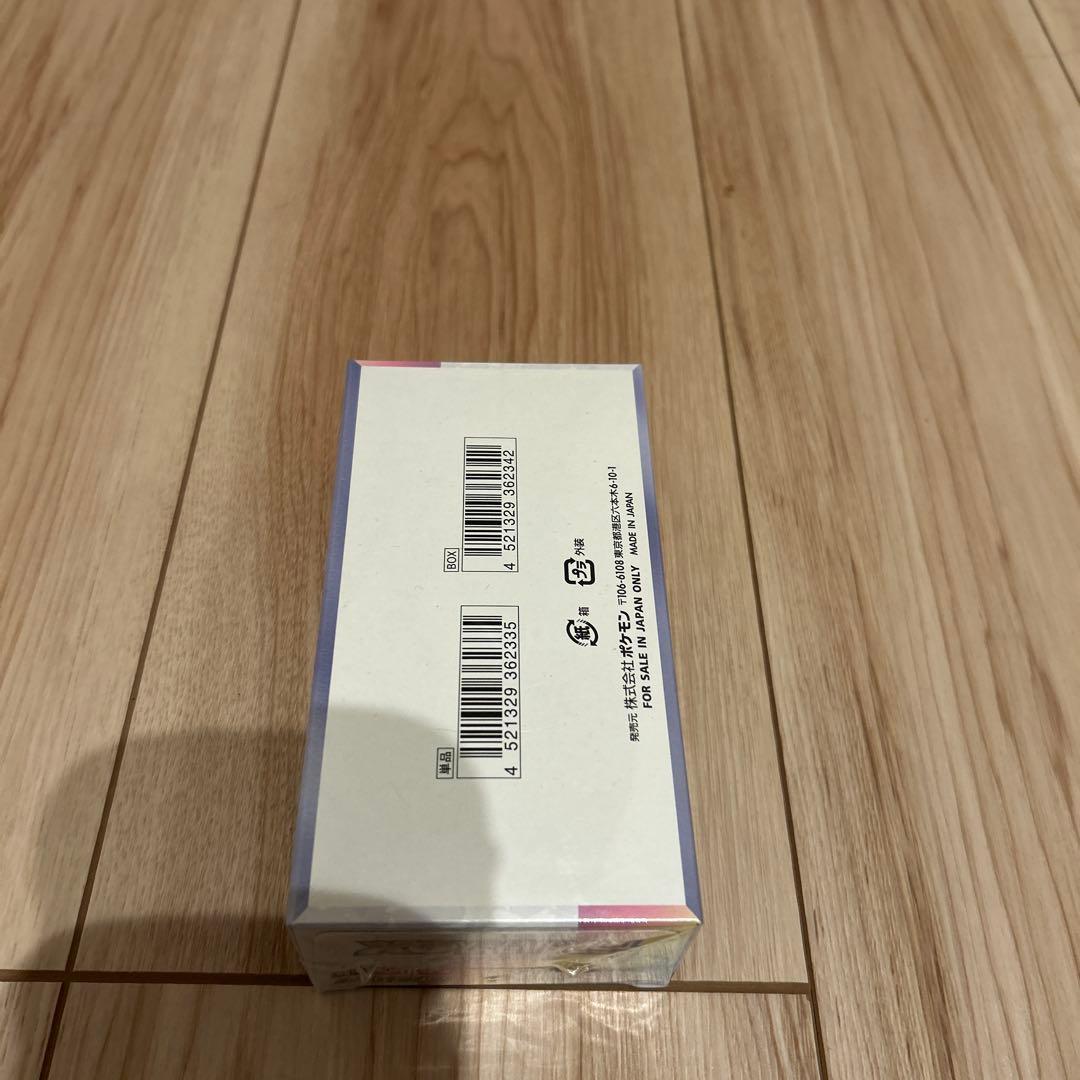 単品
4 521329 362335
BOX
4 521329 362342
紙 箱
プラ 外装
発売元 株式会社 ポケモン 〒106-6108 東京都港区六本木6-10-1
FOR SALE IN JAPAN ONLY MADE IN JAPAN